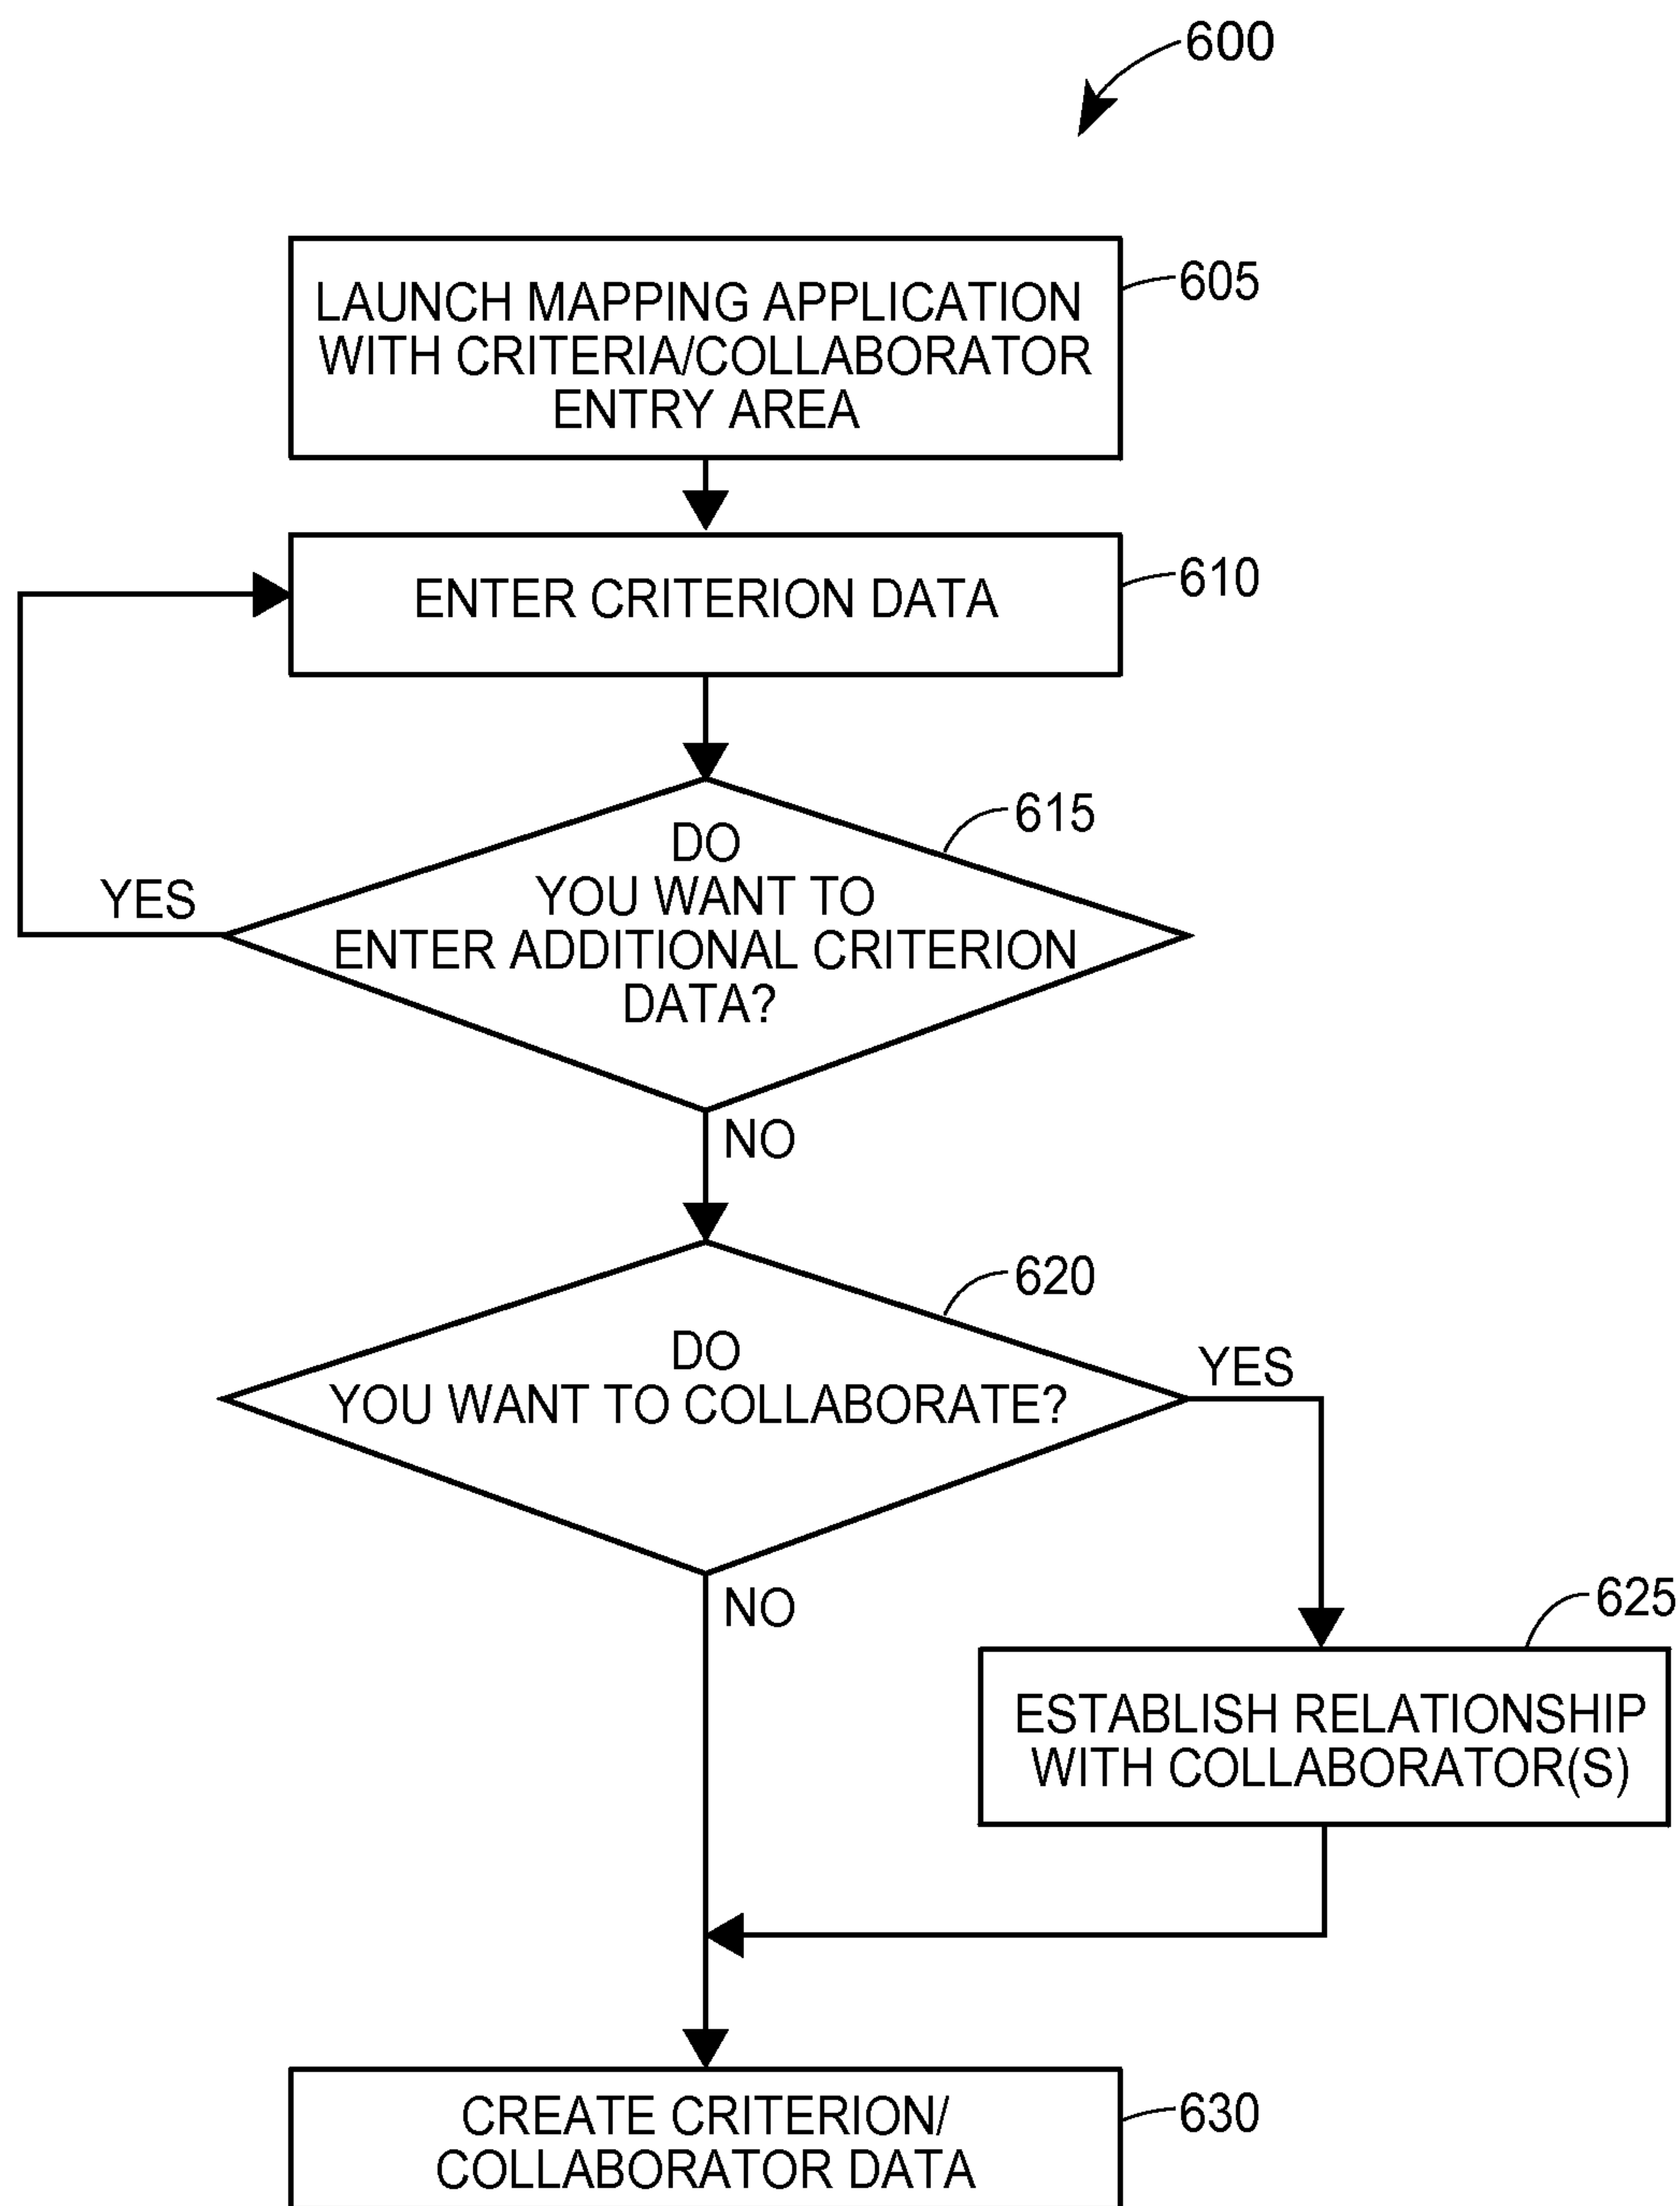 600
LAUNCH MAPPING APPLICATION
WITH CRITERIA/COLLABORATOR
ENTRY AREA
605
ENTER CRITERION DATA
610
DO
YOU WANT TO
ENTER ADDITIONAL CRITERION
DATA?
615
YES
NO
DO
YOU WANT TO COLLABORATE?
620
YES
NO
ESTABLISH RELATIONSHIP
WITH COLLABORATOR(S)
625
CREATE CRITERION/
COLLABORATOR DATA
630